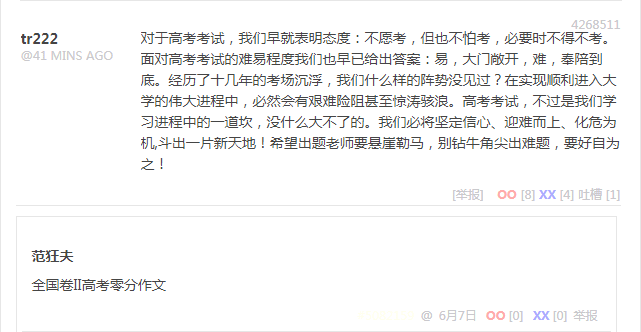 4268511
tr222
@41 MINS AGO
对于高考考试，我们早就表明态度：不愿考，但也不怕考，必要时不得不考。
面对高考考试的难易程度我们也早已给出答案：易，大门敞开，难，奉陪到
底。经历了十几年的考场沉浮，我们什么样的阵势没见过？在实现顺利进入大
学的伟大进程中，必然会有艰难险阻甚至惊涛骇浪。高考考试，不过是我们学
习进程中的一道坎，没什么大不了的。我们必将坚定信心、迎难而上、化危为
机,斗出一片新天地！希望出题老师要悬崖勒马，别钻牛角尖出难题，要好自为
之！
[举报] OO [8] XX [4] 吐槽 [1]
范狂夫
全国卷II高考零分作文
@ 6月7日 OO [0] XX [0] 举报